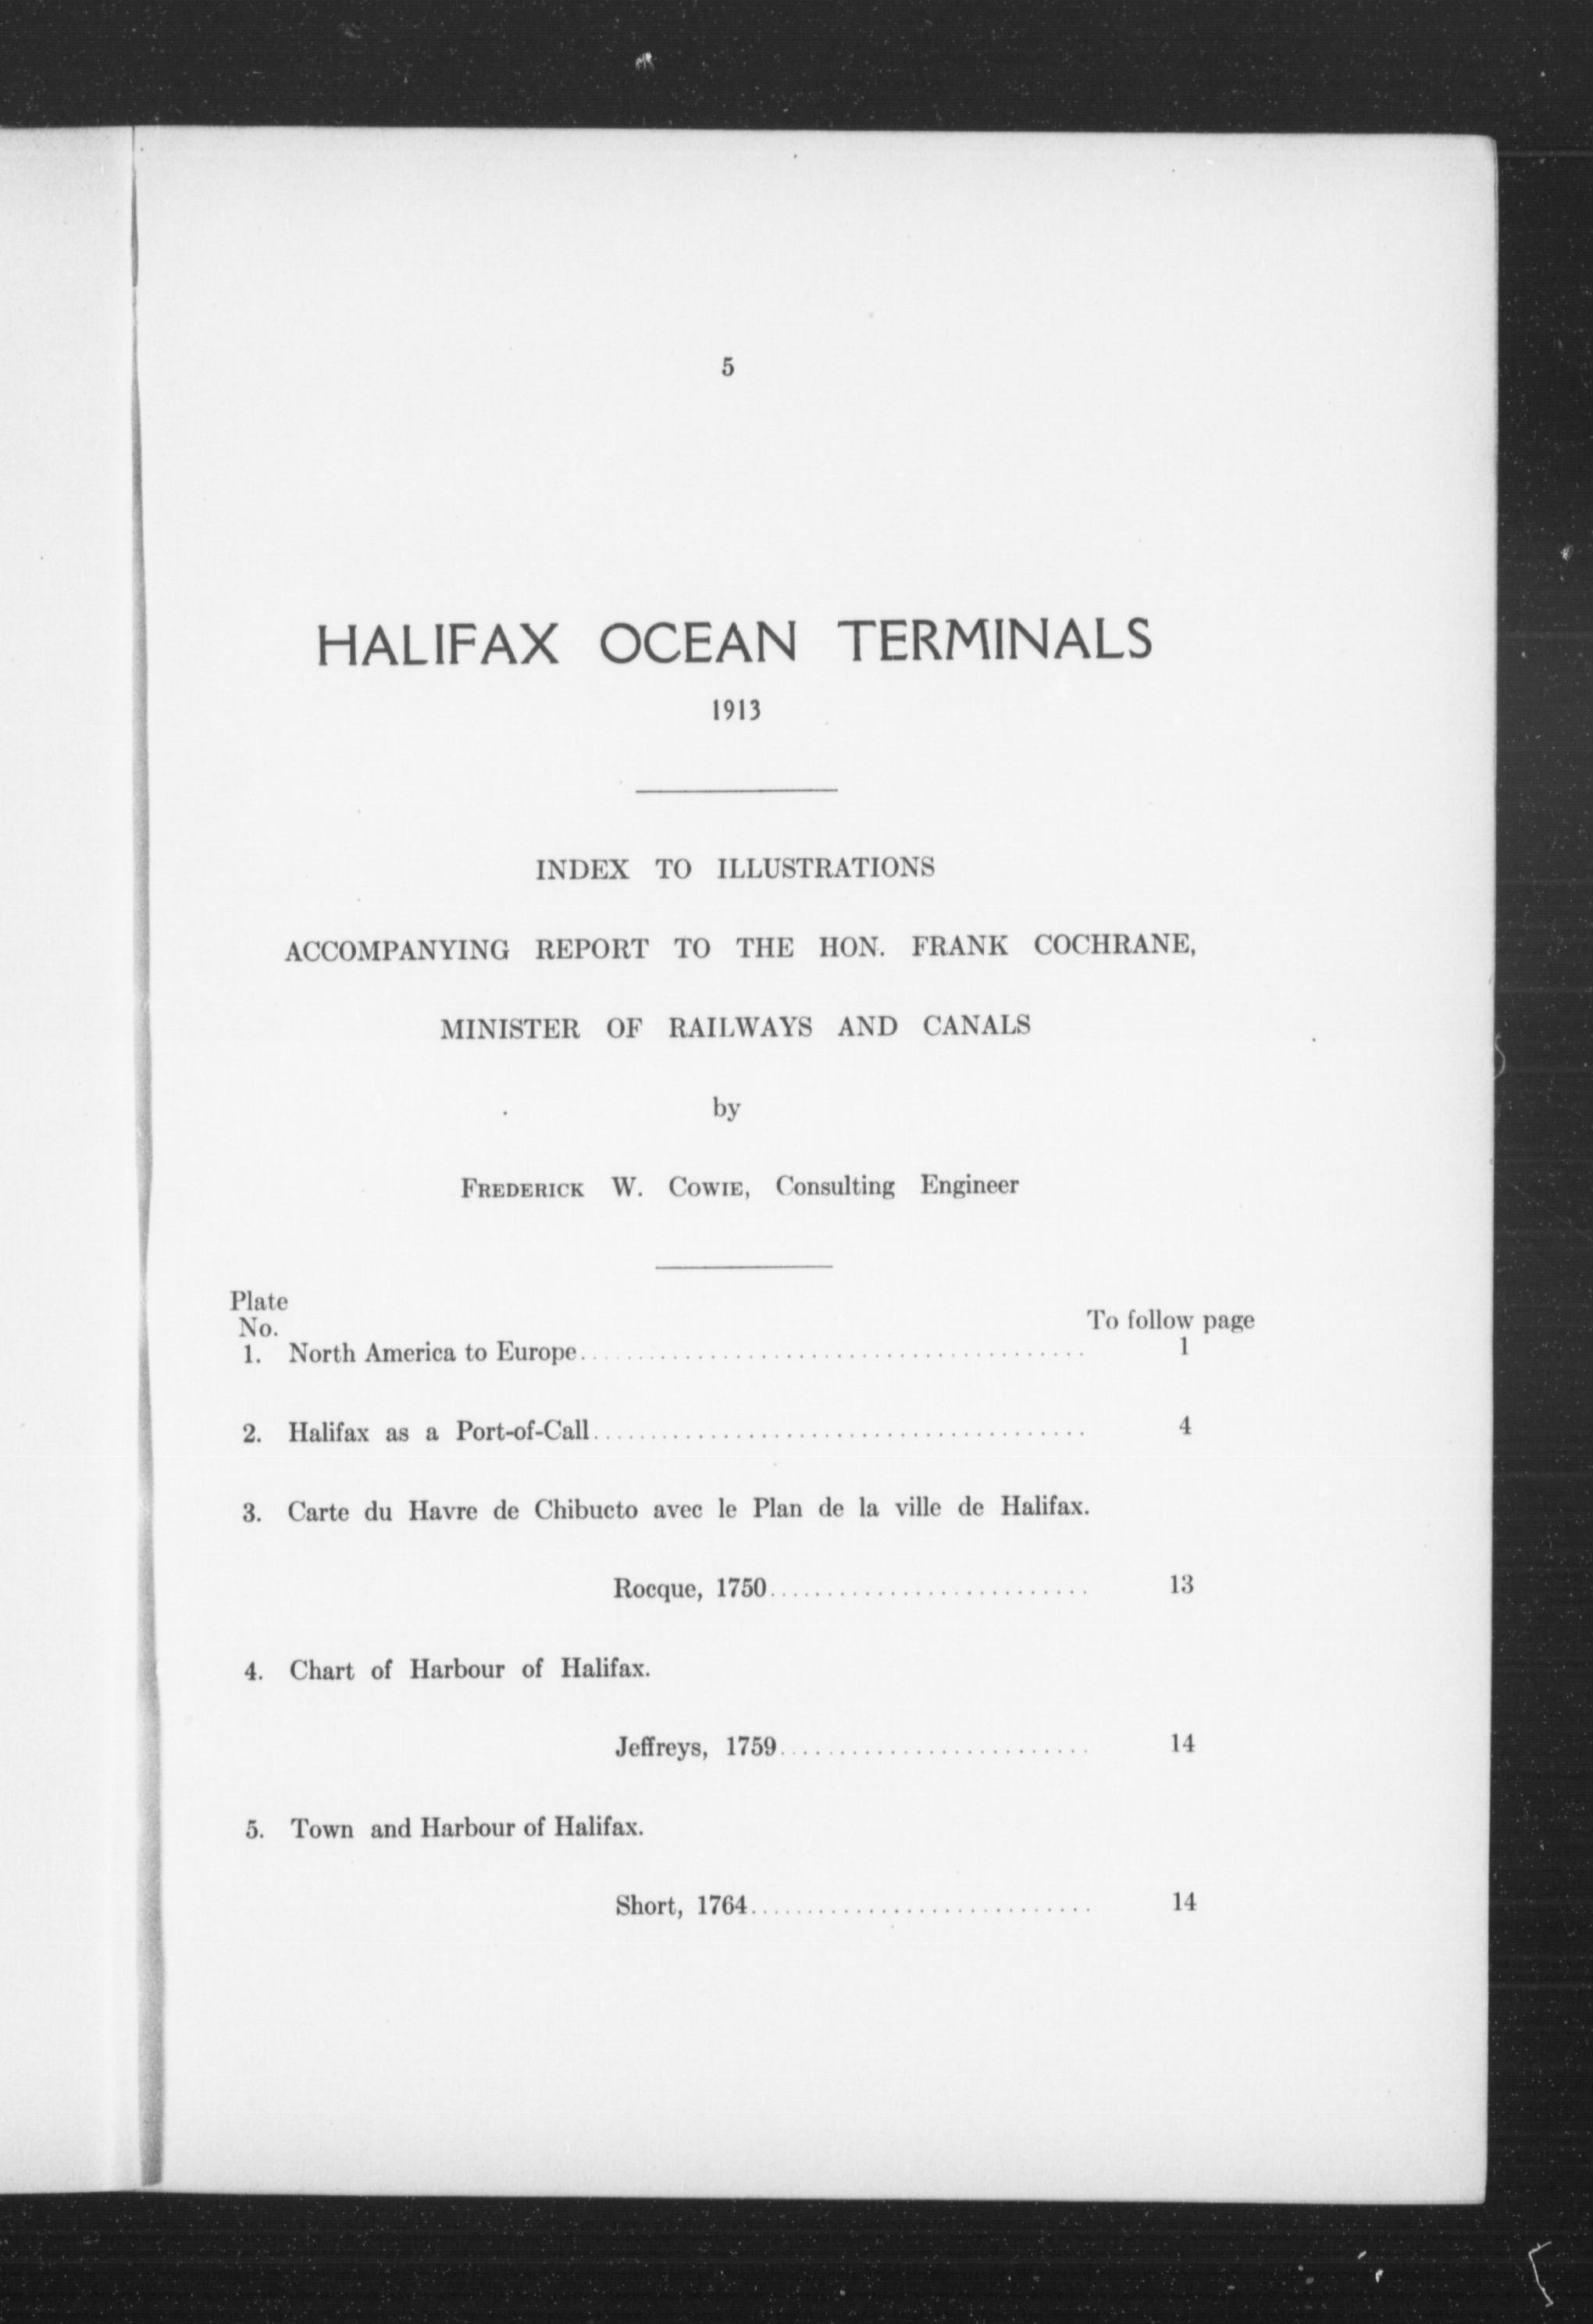 5
HALIFAX OCEAN TERMINALS
1913
INDEX TO ILLUSTRATIONS
ACCOMPANYING REPORT TO THE HON. FRANK COCHRANE,
MINISTER OF RAILWAYS AND CANALS
by
FREDERICK W. COWIE, Consulting Engineer
Plate
No. To follow page
1. North America to Europe........................................ 1
2. Halifax as a Port-of-Call........................................ 4
3. Carte du Havre de Chibucto avec le Plan de la ville de Halifax.
Rocque, 1750........................... 13
4. Chart of Harbour of Halifax.
Jeffreys, 1759.......................... 14
5. Town and Harbour of Halifax.
Short, 1764............................ 14